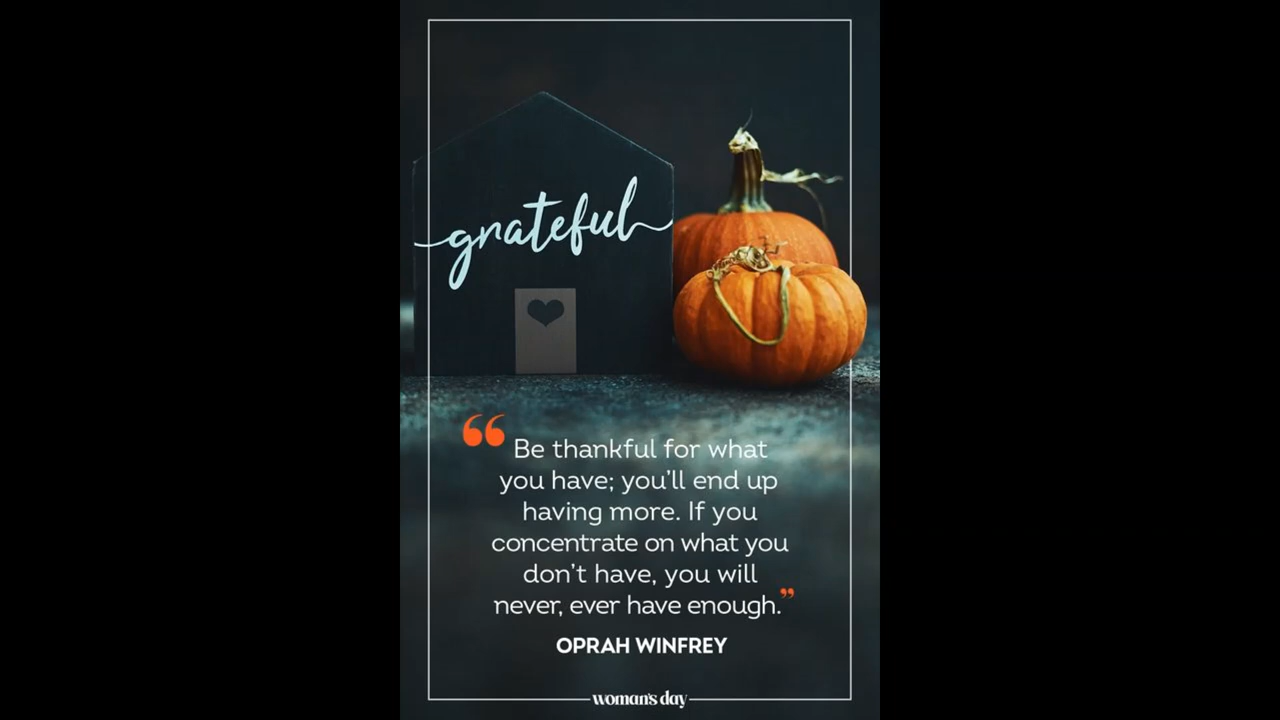 grateful
“Be thankful for what
you have; you’ll end up
having more. If you
concentrate on what you
don’t have, you will
never, ever have enough.”
OPRAH WINFREY
woman's day